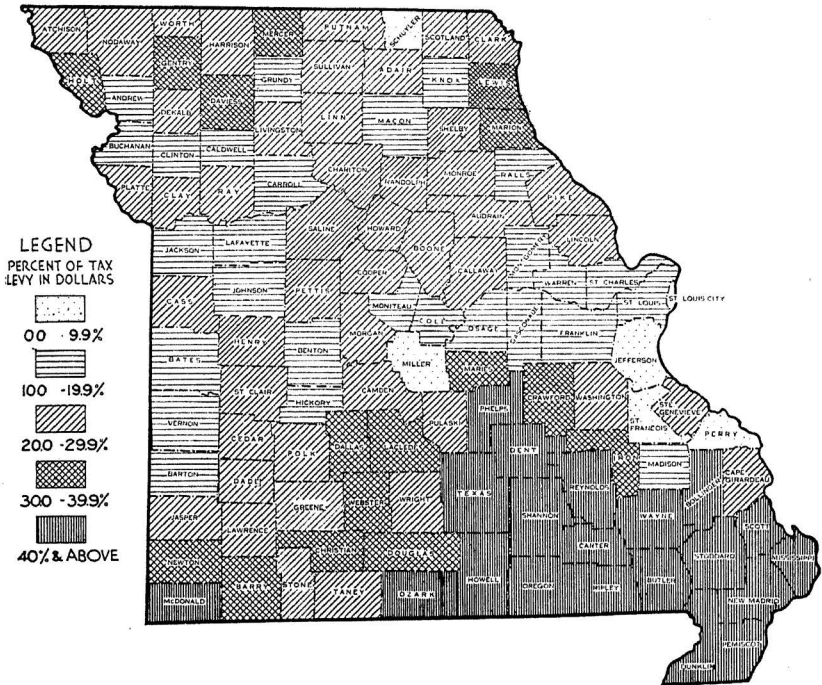 ATCHISON
NODAWAY
WORTH
HARRISON
MERCER
PUTNAM
SCHUYLER
SCOTLAND
CLARK
HOLT
GENTRY
SULLIVAN
ADAIR
KNOX
LEWIS
ANDREW
DEKALB
DAVIESS
GRUNDY
LINN
MACON
SHELBY
MARION
BUCHANAN
CLINTON
CALDWELL
LIVINGSTON
CHARITON
RANDOLPH
MONROE
RALLS
PLATTE
CLAY
RAY
CARROLL
PIKE
AUDRAIN
SALINE
HOWARD
BOONE
CALLAWAY
MONTGOMERY
LINCOLN
JACKSON
LAFAYETTE
COOPER
WARREN
ST CHARLES
JOHNSON
PETTIS
MONITEAU
COLE
OSAGE
GASCONADE
FRANKLIN
ST LOUIS
ST LOUIS CITY
CASS
HENRY
BENTON
MORGAN
MILLER
MARIES
JEFFERSON
BATES
ST CLAIR
HICKORY
CAMDEN
PULASKI
PHELPS
CRAWFORD
WASHINGTON
STE
GENEVIEVE
ST
FRANCIS
PERRY
VERNON
CEDAR
POLK
DALLAS
DENT
MADISON
BOLLINGER
CAPE
GIRARDEAU
BARTON
DADE
GREENE
WEBSTER
WRIGHT
TEXAS
REYNOLDS
WAYNE
SCOTT
JASPER
LAWRENCE
SHANNON
CARTER
STODDARD
MISSISSIPPI
NEWTON
CHRISTIAN
DOUGLAS
McDONALD
BARRY
STONE
TANEY
OZARK
HOWELL
OREGON
RIPLEY
BUTLER
NEW MADRID
PEMISCOT
DUNKLIN
LEGEND
PERCENT OF TAX
LEVY IN DOLLARS
00 - 9.9%
100 -19.9%
20.0 -29.9%
300 -39.9%
40% & ABOVE